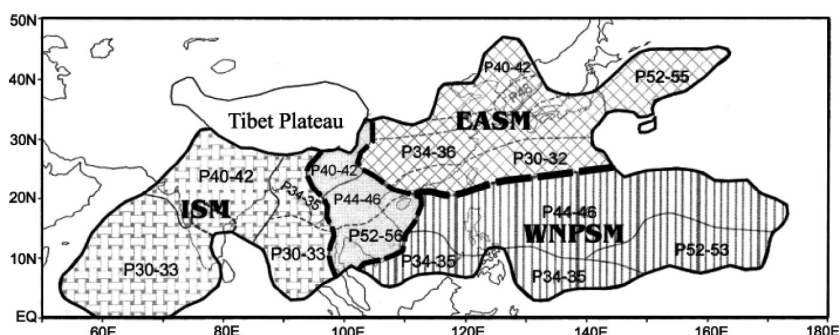 50N
40N
30N
20N
10N
EQ
P40-42
P52-55
P48
Tibet Plateau
EASM
P34-36
P30-32
P40-42
P40-42
P34-35
P44-46
ISM
P44-46
WNPSM
P52-56
P52-53
P30-33
P30-33
P34-35
P34-35
60E 80E 100E 120E 140E 160E 180E